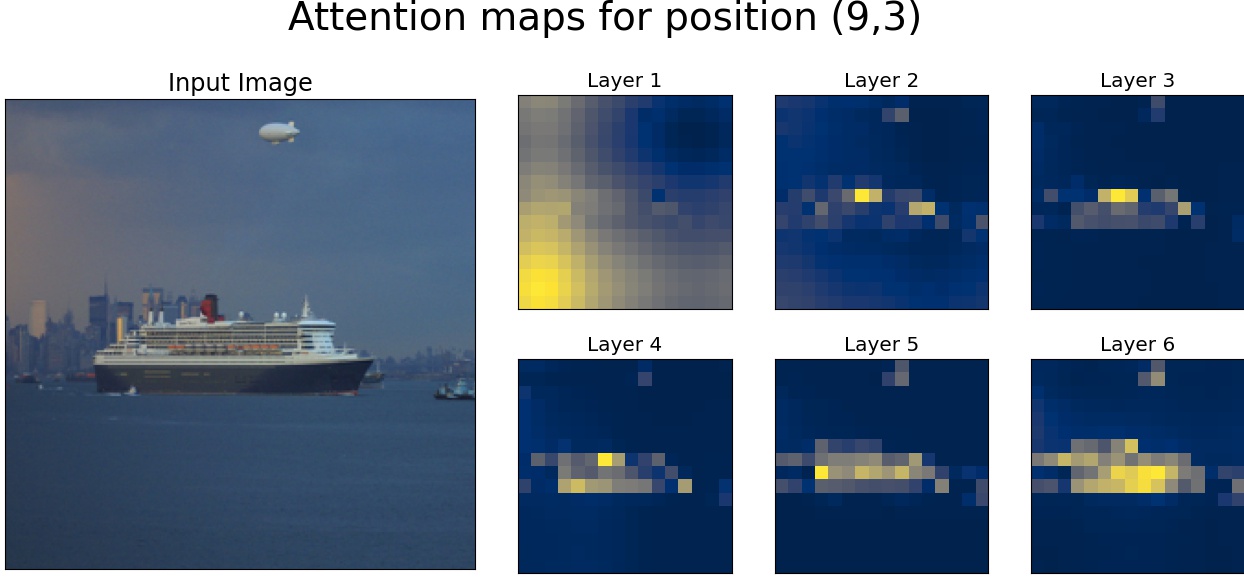 Attention maps for position (9,3)
Input Image
Layer 1
Layer 2
Layer 3
Layer 4
Layer 5
Layer 6